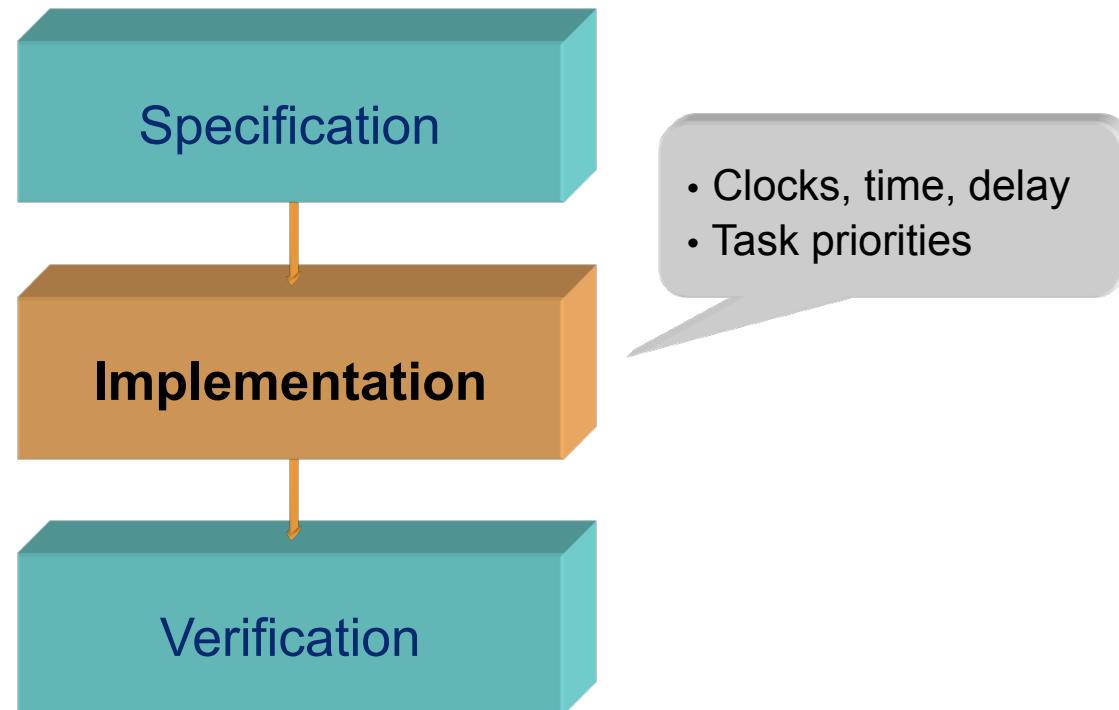 Specification
• Clocks, time, delay
• Task priorities
Implementation
Verification